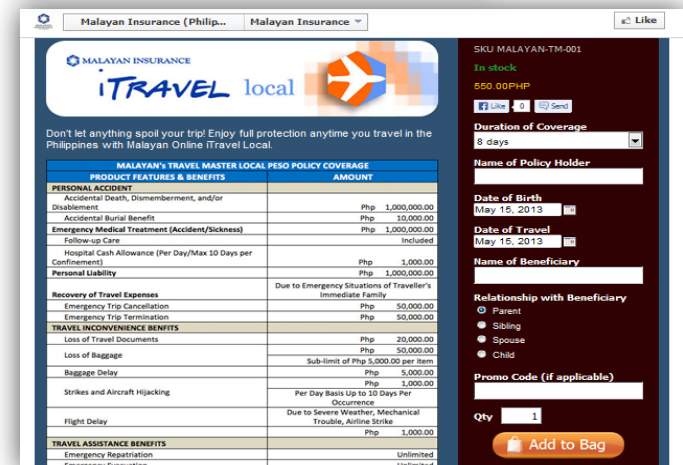 Malayan Insurance (Philip...
Malayan Insurance
Like
MALAYAN INSURANCE
iTRAVEL local
Don't let anything spoil your trip! Enjoy full protection anytime you travel in the
Philippines with Malayan Online iTravel Local.
MALAYAN's TRAVEL MASTER LOCAL PESO POLICY COVERAGE
PRODUCT FEATURES & BENEFITS AMOUNT
PERSONAL ACCIDENT
Accidental Death, Dismemberment, and/or
Disablement Php 1,000,000.00
Accidental Burial Benefit Php 10,000.00
Emergency Medical Treatment (Accident/Sickness) Php 1,000,000.00
Follow-up Care Included
Hospital Cash Allowance (Per Day/Max 10 Days per
Confinement) Php 1,000.00
Personal Liability Php 1,000,000.00
Due to Emergency Situations of Traveller's
Recovery of Travel Expenses Immediate Family
Emergency Trip Cancellation Php 50,000.00
Emergency Trip Termination Php 50,000.00
TRAVEL INCONVENIENCE BENFITS
Loss of Travel Documents Php 20,000.00
Loss of Baggage Php 50,000.00
Sub-limit of Php 5,000.00 per item
Baggage Delay Php 5,000.00
Strikes and Aircraft Hijacking Php 1,000.00
Per Day Basis Up to 10 Days Per
Occurrence
Due to Severe Weather, Mechanical
Flight Delay Trouble, Airline Strike
Php 1,000.00
TRAVEL ASSISTANCE BENEFITS
Emergency Repatriation Unlimited
Emergency Evacuation Unlimited
SKU MALAYAN-TM-001
In stock
550.00PHP
Like 0 Send
Duration of Coverage
8 days
Name of Policy Holder
Date of Birth
May 15, 2013
Date of Travel
May 15, 2013
Name of Beneficiary
Relationship with Beneficiary
Parent
Sibling
Spouse
Child
Promo Code (if applicable)
Qty 1
Add to Bag